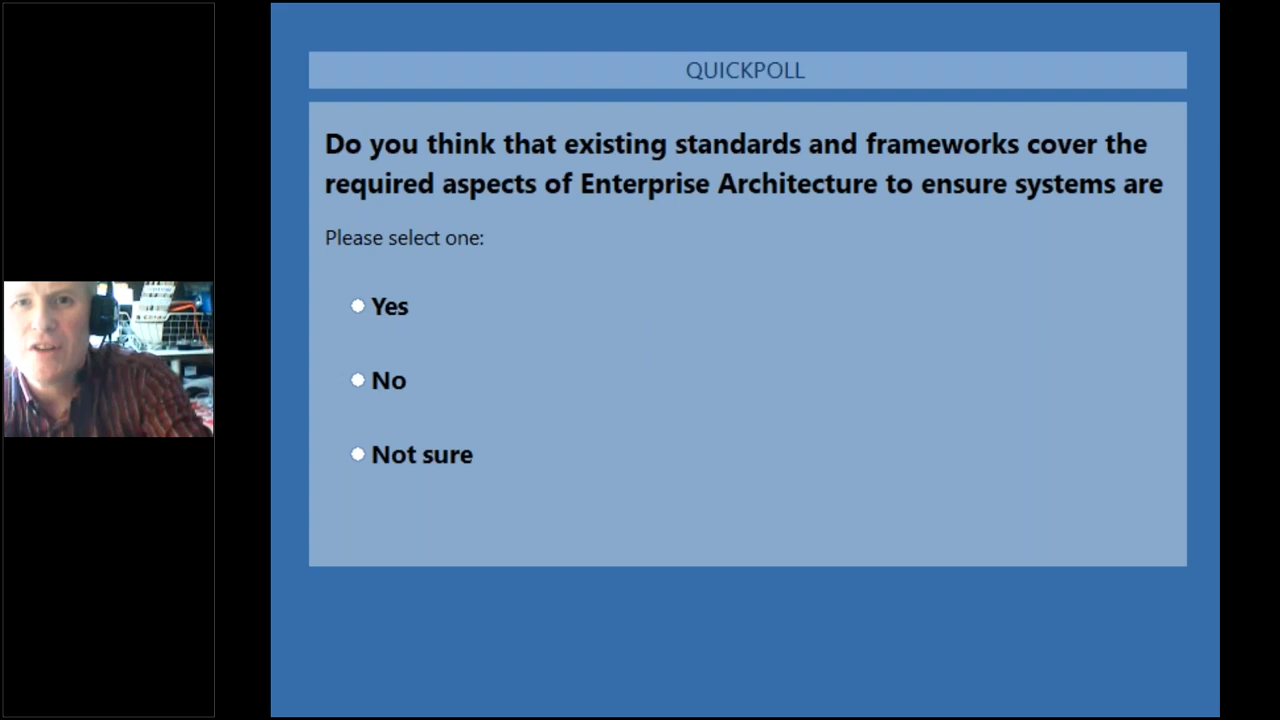 QUICKPOLL
Do you think that existing standards and frameworks cover the
required aspects of Enterprise Architecture to ensure systems are
Please select one:
Yes
No
Not sure